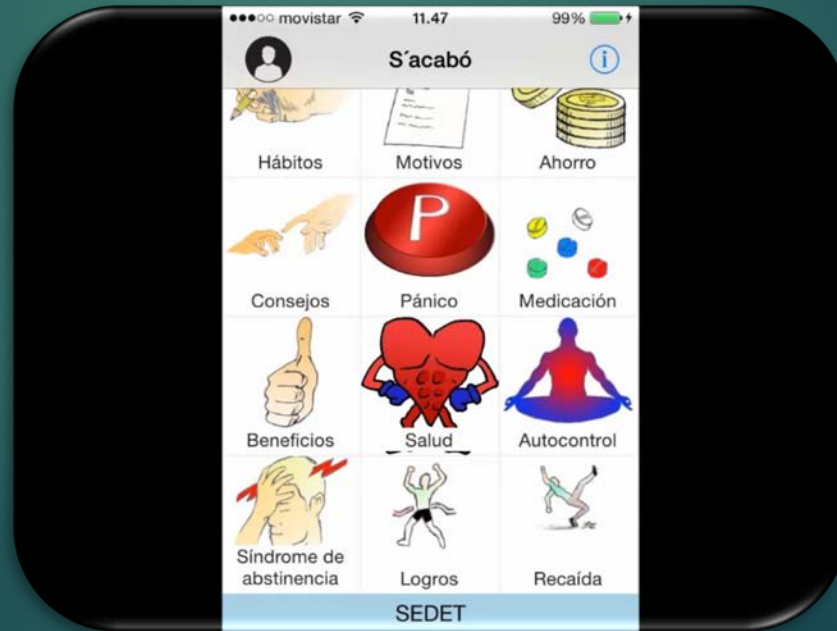 movistar 11.47 99%
S´acabó
Hábitos Motivos Ahorro
P
Consejos Pánico Medicación
Beneficios Salud Autocontrol
Síndrome de
abstinencia Logros Recaída
SEDET